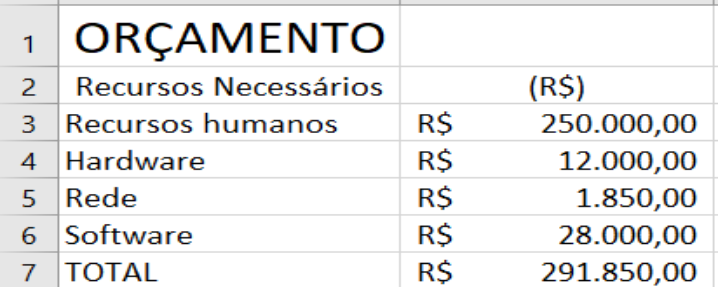 1 ORÇAMENTO
2 Recursos Necessários (R$)
3 Recursos humanos R$ 250.000,00
4 Hardware R$ 12.000,00
5 Rede R$ 1.850,00
6 Software R$ 28.000,00
7 TOTAL R$ 291.850,00